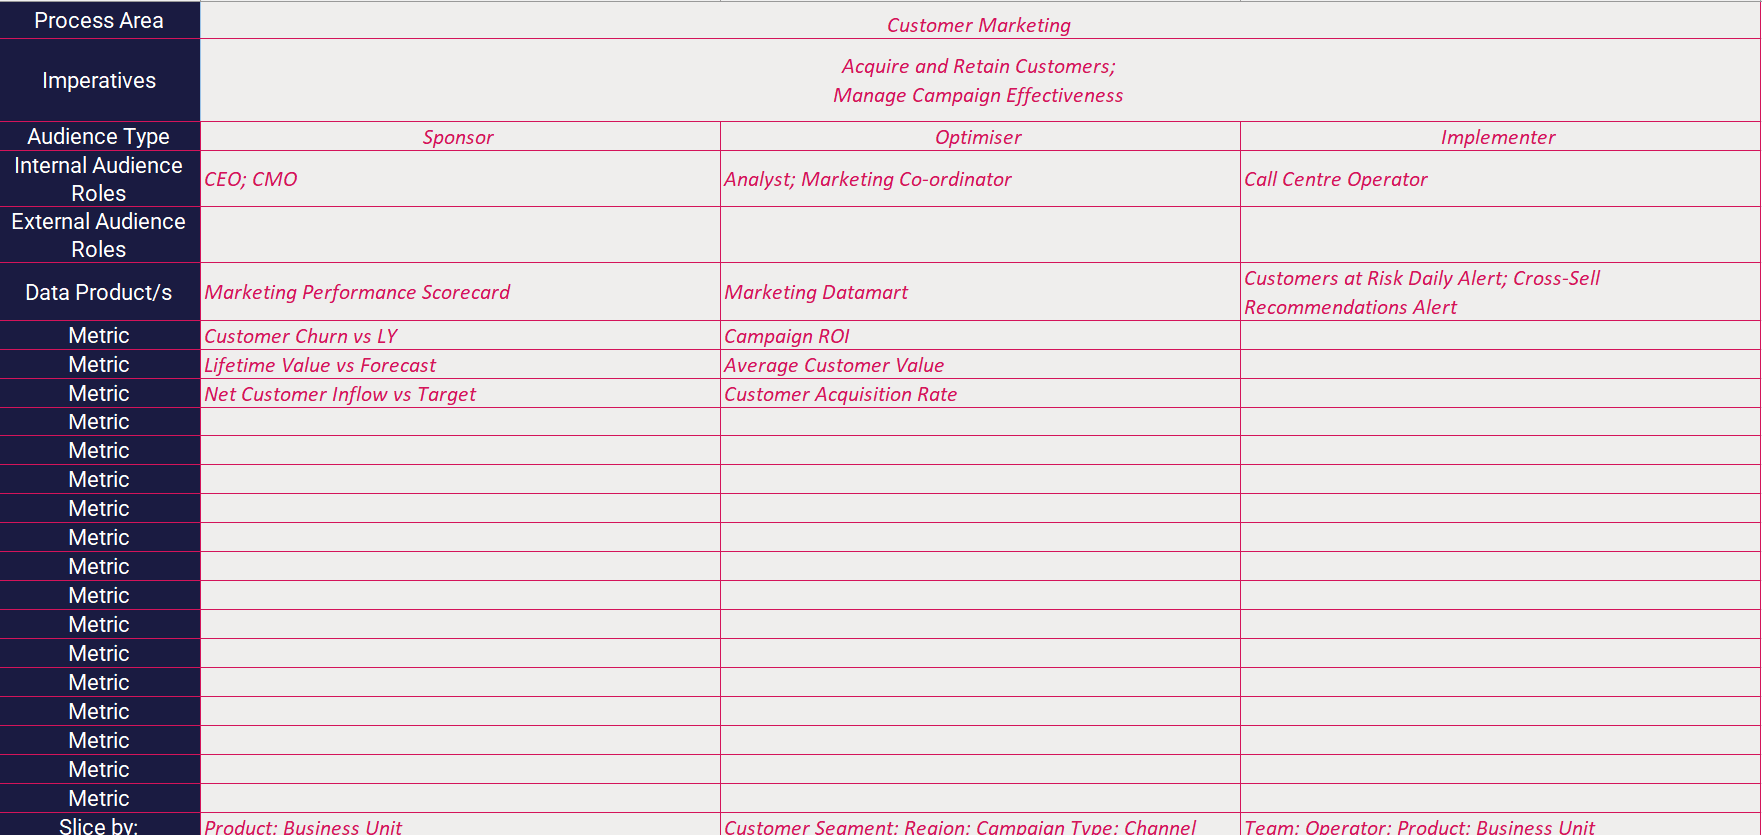 Process Area
Customer Marketing
Imperatives
Acquire and Retain Customers;
Manage Campaign Effectiveness
Audience Type
Sponsor
Optimiser
Implementer
Internal Audience
Roles
CEO; CMO
Analyst; Marketing Co-ordinator
Call Centre Operator
External Audience
Roles
Data Product/s
Marketing Performance Scorecard
Marketing Datamart
Customers at Risk Daily Alert; Cross-Sell
Recommendations Alert
Metric
Customer Churn vs LY
Campaign ROI
Metric
Lifetime Value vs Forecast
Average Customer Value
Metric
Net Customer Inflow vs Target
Customer Acquisition Rate
Metric
Metric
Metric
Metric
Metric
Metric
Metric
Metric
Metric
Metric
Metric
Metric
Metric
Metric
Slice by:
Product; Business Unit
Customer Segment; Region; Campaign Type; Channel
Team; Operator; Product; Business Unit